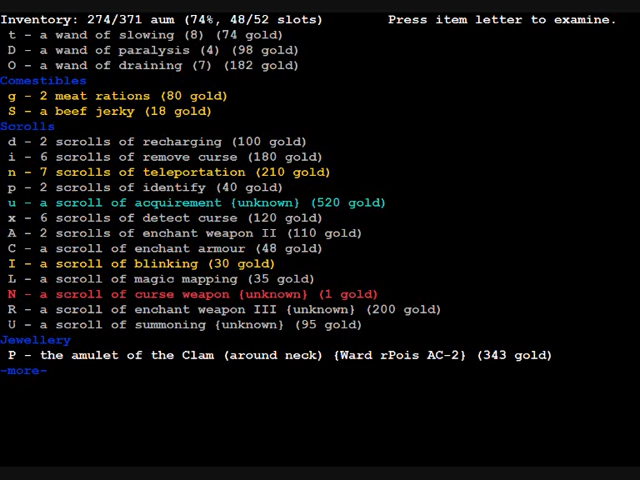 Inventory: 274/371 aum (74%, 48/52 slots) Press item letter to examine.
t - a wand of slowing (8) (74 gold)
D - a wand of paralysis (4) (98 gold)
O - a wand of draining (7) (182 gold)
Comestibles
g - 2 meat rations (80 gold)
S - a beef jerky (18 gold)
Scrolls
d - 2 scrolls of recharging (100 gold)
i - 6 scrolls of remove curse (180 gold)
n - 7 scrolls of teleportation (210 gold)
p - 2 scrolls of identify (40 gold)
u - a scroll of acquirement {unknown} (520 gold)
x - 6 scrolls of detect curse (120 gold)
A - 2 scrolls of enchant weapon II (110 gold)
C - a scroll of enchant armour (48 gold)
I - a scroll of blinking (30 gold)
L - a scroll of magic mapping (35 gold)
N - a scroll of curse weapon {unknown} (1 gold)
R - a scroll of enchant weapon III {unknown} (200 gold)
U - a scroll of summoning {unknown} (95 gold)
Jewellery
P - the amulet of the Clam (around neck) {Ward rPois AC-2} (343 gold)
-more-